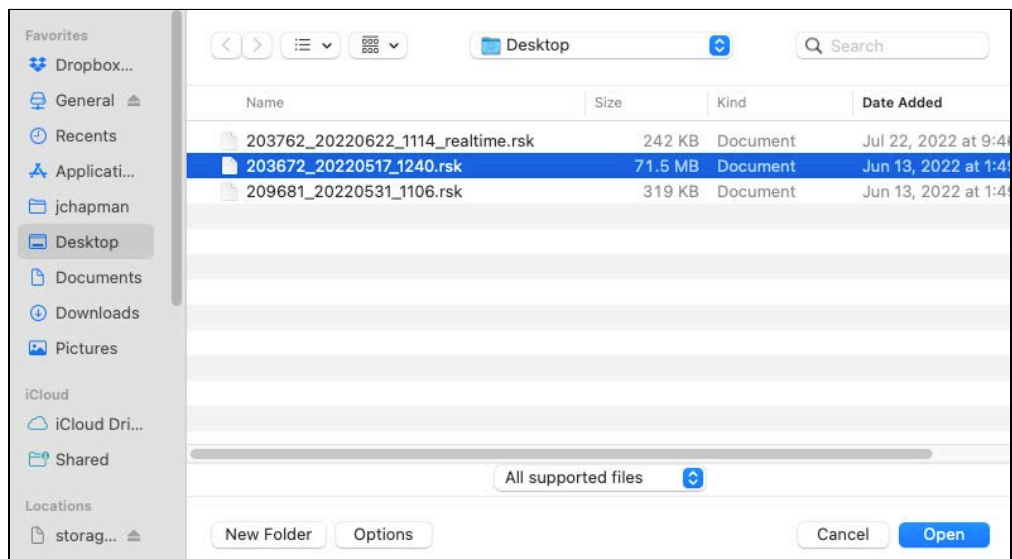 Favorites
Dropbox...
General
Recents
Applicati...
jchapman
Desktop
Documents
Downloads
Pictures
iCloud
iCloud Dri...
Shared
Locations
storag...
Desktop
Search
Name Size Kind Date Added
203762_20220622_1114_realtime.rsk 242 KB Document Jul 22, 2022 at 9:4
203672_20220517_1240.rsk 71.5 MB Document Jun 13, 2022 at 1:4
209681_20220531_1106.rsk 319 KB Document Jun 13, 2022 at 1:4
All supported files
New Folder Options Cancel Open